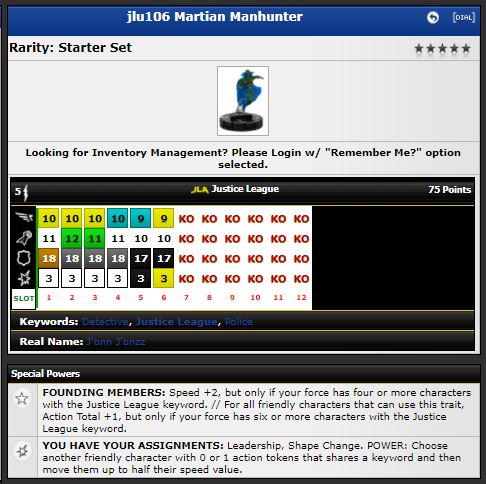 jlu106 Martian Manhunter
[DIAL]
Rarity: Starter Set
Looking for Inventory Management? Please Login w/ "Remember Me?" option
selected.
5 JLA Justice League 75 Points
10 10 10 10 9 9 KO KO KO KO KO KO
11 12 11 11 10 10 KO KO KO KO KO KO
18 18 18 18 17 17 KO KO KO KO KO KO
3 3 3 3 3 3 KO KO KO KO KO KO
SLOT 1 2 3 4 5 6 7 8 9 10 11 12
Keywords: Detective, Justice League, Police
Real Name: J'onn J'onzz
Special Powers
FOUNDING MEMBERS: Speed +2, but only if your force has four or more characters
with the Justice League keyword. // For all friendly characters that can use this trait,
Action Total +1, but only if your force has six or more characters with the Justice
League keyword.
YOU HAVE YOUR ASSIGNMENTS: Leadership, Shape Change. POWER: Choose
another friendly character with 0 or 1 action tokens that shares a keyword and then
move them up to half their speed value.